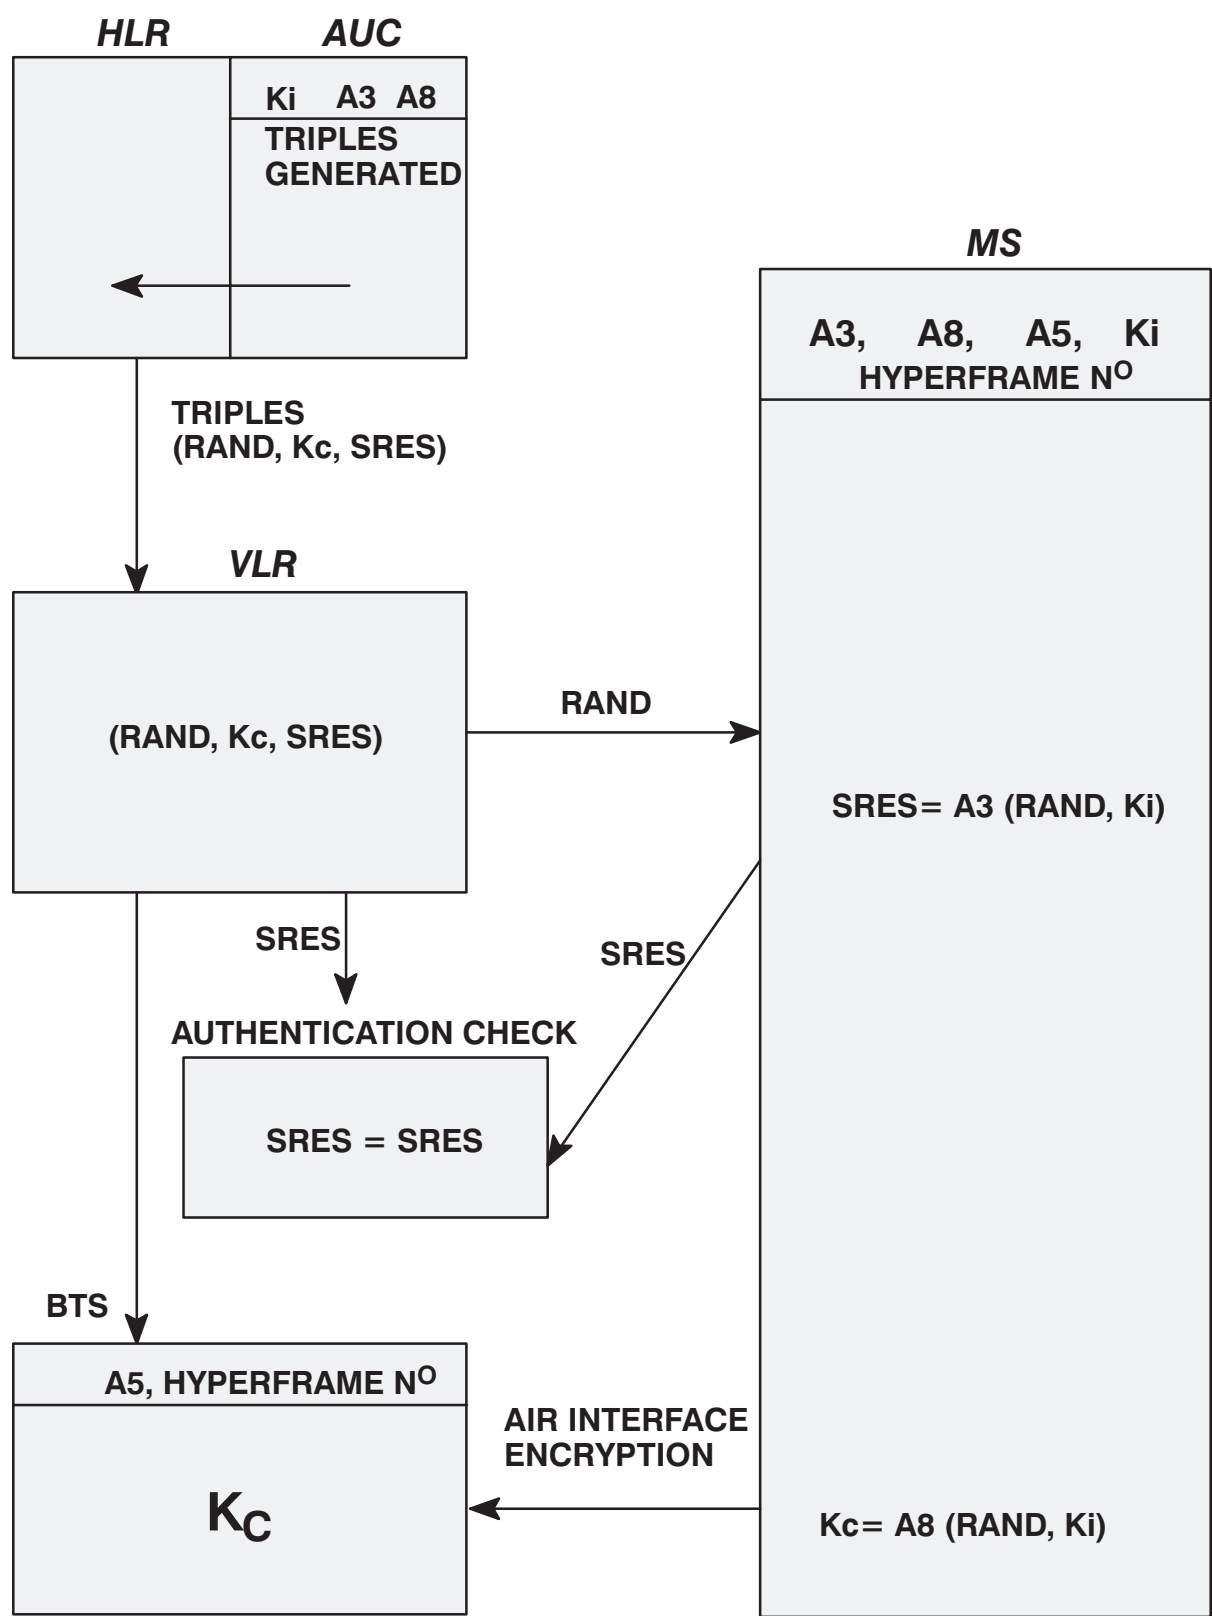 HLR AUC
Ki A3 A8
TRIPLES
GENERATED
MS
A3, A8, A5, Ki
HYPERFRAME Nº
TRIPLES
(RAND, Kc, SRES)
VLR
(RAND, Kc, SRES)
RAND
SRES= A3 (RAND, Ki)
SRES
SRES
AUTHENTICATION CHECK
SRES = SRES
BTS
A5, HYPERFRAME Nº
AIR INTERFACE
ENCRYPTION
KC
Kc= A8 (RAND, Ki)